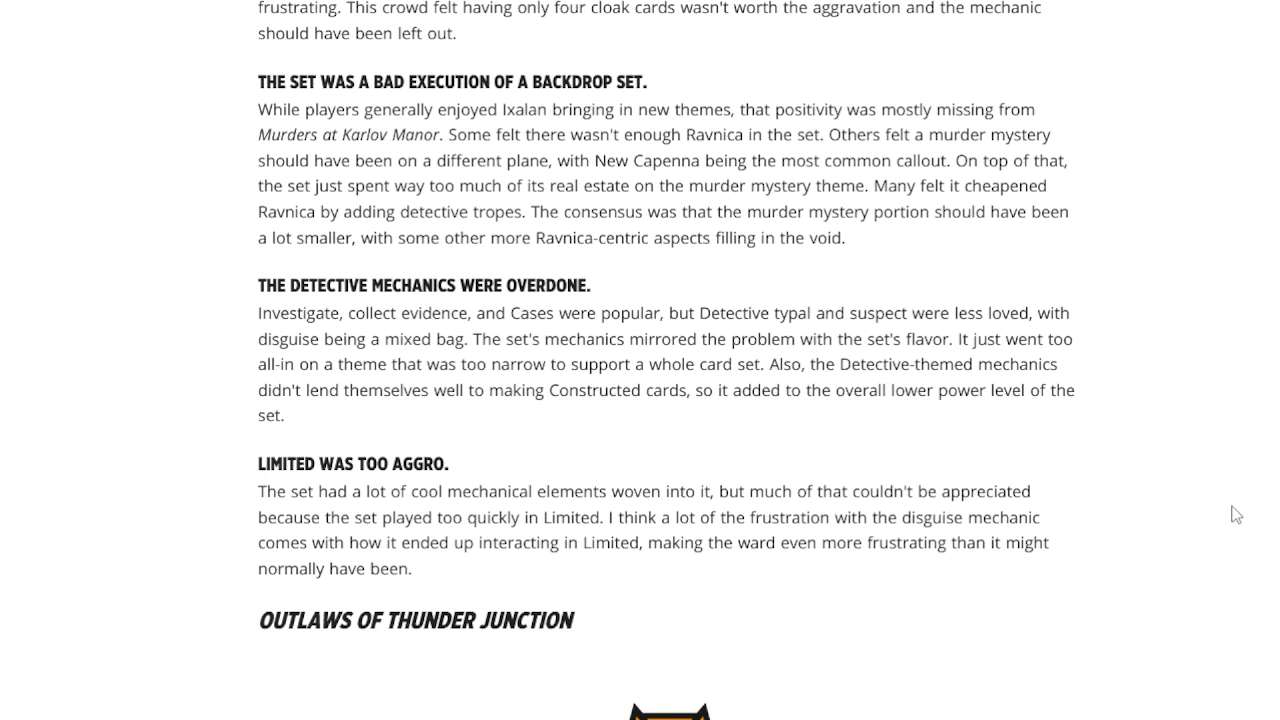 frustrating. This crowd felt having only four cloak cards wasn't worth the aggravation and the mechanic
should have been left out.
THE SET WAS A BAD EXECUTION OF A BACKDROP SET.
While players generally enjoyed Ixalan bringing in new themes, that positivity was mostly missing from
Murders at Karlov Manor. Some felt there wasn't enough Ravnica in the set. Others felt a murder mystery
should have been on a different plane, with New Capenna being the most common callout. On top of that,
the set just spent way too much of its real estate on the murder mystery theme. Many felt it cheapened
Ravnica by adding detective tropes. The consensus was that the murder mystery portion should have been
a lot smaller, with some other more Ravnica-centric aspects filling in the void.
THE DETECTIVE MECHANICS WERE OVERDONE.
Investigate, collect evidence, and Cases were popular, but Detective typal and suspect were less loved, with
disguise being a mixed bag. The set's mechanics mirrored the problem with the set's flavor. It just went too
all-in on a theme that was too narrow to support a whole card set. Also, the Detective-themed mechanics
didn't lend themselves well to making Constructed cards, so it added to the overall lower power level of the
set.
LIMITED WAS TOO AGGRO.
The set had a lot of cool mechanical elements woven into it, but much of that couldn't be appreciated
because the set played too quickly in Limited. I think a lot of the frustration with the disguise mechanic
comes with how it ended up interacting in Limited, making the ward even more frustrating than it might
normally have been.
OUTLAWS OF THUNDER JUNCTION